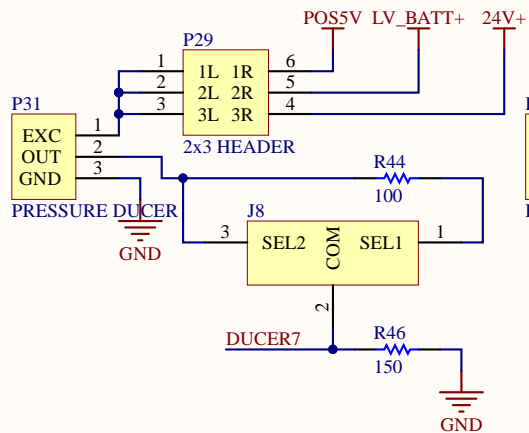 POS5V LV_BATT+ 24V+
P29
1 1L 1R 6
2 2L 2R 5
3 3L 3R 4
2x3 HEADER
P31
EXC 1
OUT 2
GND 3
PRESSURE DUCER
GND
R44
100
J8
3 SEL2 COM SEL1 1
2
DUCER7
R46
150
GND